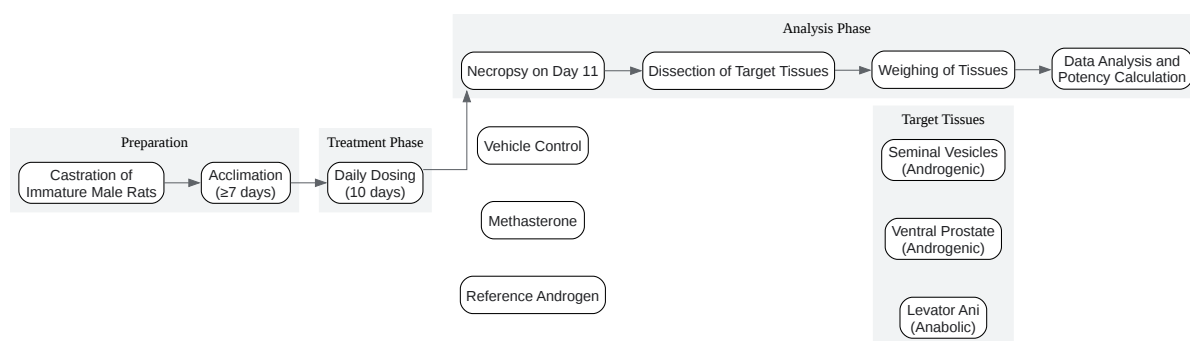 Analysis Phase
Necropsy on Day 11
Dissection of Target Tissues
Weighing of Tissues
Data Analysis and
Potency Calculation
Preparation
Castration of
Immature Male Rats
Acclimation
(≥7 days)
Treatment Phase
Daily Dosing
(10 days)
Vehicle Control
Methasterone
Reference Androgen
Target Tissues
Seminal Vesicles
(Androgenic)
Ventral Prostate
(Androgenic)
Levator Ani
(Anabolic)